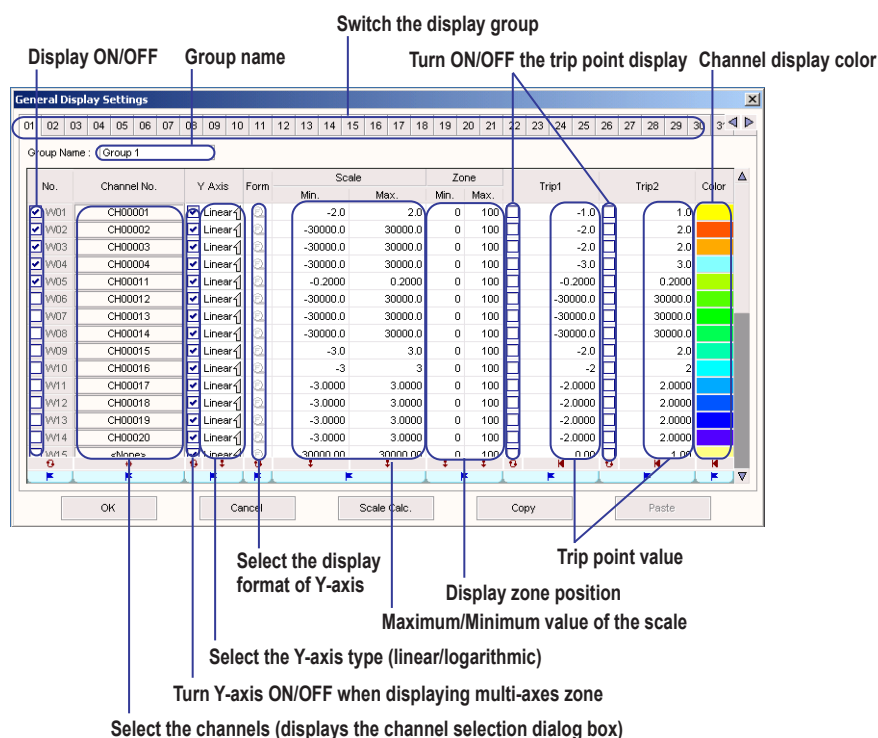 Switch the display group
Display ON/OFF Group name Turn ON/OFF the trip point display Channel display color
General Display Settings
01 02 03 04 05 06 07 08 09 10 11 12 13 14 15 16 17 18 19 20 21 22 23 24 25 26 27 28 29 30
Group Name : Group 1
No. Channel No. Y Axis Form Scale Zone Trip1 Trip2 Color
Min. Max. Min. Max.
W01 CH00001 Linear -2.0 2.0 0 100 -1.0 1.0
W02 CH00002 Linear -30000.0 30000.0 0 100 -2.0 2.0
W03 CH00003 Linear -30000.0 30000.0 0 100 -2.0 2.0
W04 CH00004 Linear -30000.0 30000.0 0 100 -3.0 3.0
W05 CH00011 Linear -0.2000 0.2000 0 100 -0.2000 0.2000
W06 CH00012 Linear -30000.0 30000.0 0 100 -30000.0 30000.0
W07 CH00013 Linear -30000.0 30000.0 0 100 -30000.0 30000.0
W08 CH00014 Linear -30000.0 30000.0 0 100 -30000.0 30000.0
W09 CH00015 Linear -3.0 3.0 0 100 -2.0 2.0
W10 CH00016 Linear -3 3 0 100 -2 2
W11 CH00017 Linear -3.0000 3.0000 0 100 -2.0000 2.0000
W12 CH00018 Linear -3.0000 3.0000 0 100 -2.0000 2.0000
W13 CH00019 Linear -3.0000 3.0000 0 100 -2.0000 2.0000
W14 CH00020 Linear -3.0000 3.0000 0 100 -2.0000 2.0000
W15 <None> Linear 30000.00 30000.00 0 100 0.00 1.00
OK Cancel Scale Calc. Copy Paste
Select the display
format of Y-axis
Trip point value
Display zone position
Maximum/Minimum value of the scale
Select the Y-axis type (linear/logarithmic)
Turn Y-axis ON/OFF when displaying multi-axes zone
Select the channels (displays the channel selection dialog box)